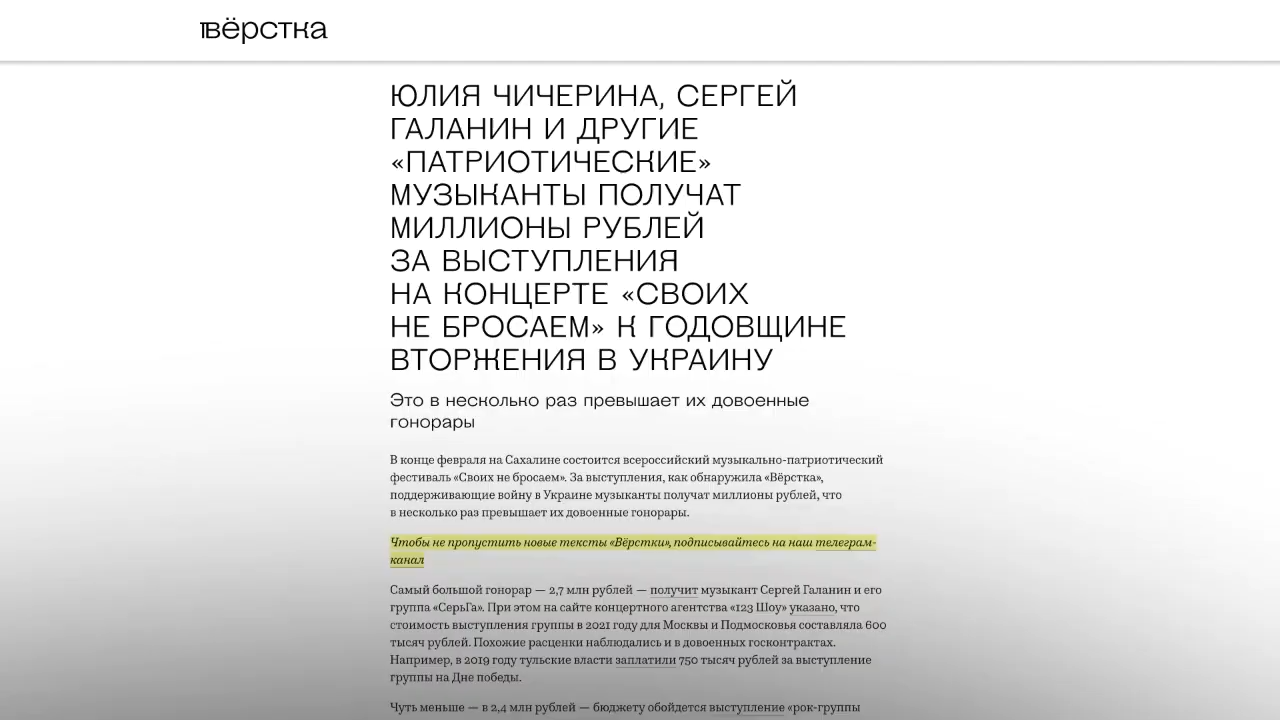 вёрстка
ЮЛИЯ ЧИЧЕРИНА, СЕРГЕЙ
ГАЛАНИН И ДРУГИЕ
«ПАТРИОТИЧЕСКИЕ»
МУЗЫКАНТЫ ПОЛУЧАТ
МИЛЛИОНЫ РУБЛЕЙ
ЗА ВЫСТУПЛЕНИЯ
НА КОНЦЕРТЕ «СВОИХ
НЕ БРОСАЕМ» К ГОДОВЩИНЕ
ВТОРЖЕНИЯ В УКРАИНУ
Это в несколько раз превышает их довоенные
гонорары
В конце февраля на Сахалине состоится всероссийский музыкально-патриотический
фестиваль «Своих не бросаем». За выступления, как обнаружила «Вёрстка»,
поддерживающие войну в Украине музыканты получат миллионы рублей, что
в несколько раз превышает их довоенные гонорары.
Чтобы не пропустить новые тексты «Вёрстки», подписывайтесь на наш телеграм-
канал
Самый большой гонорар — 2,7 млн рублей — получит музыкант Сергей Галанин и его
группа «СерьГа». При этом на сайте концертного агентства «123 Шоу» указано, что
стоимость выступления группы в 2021 году для Москвы и Подмосковья составляла 600
тысяч рублей. Похожие расценки наблюдались и в довоенных госконтрактах.
Например, в 2019 году тульские власти заплатили 750 тысяч рублей за выступление
группы на Дне победы.
Чуть меньше — в 2,4 млн рублей — бюджету обойдется выступление «рок-группы